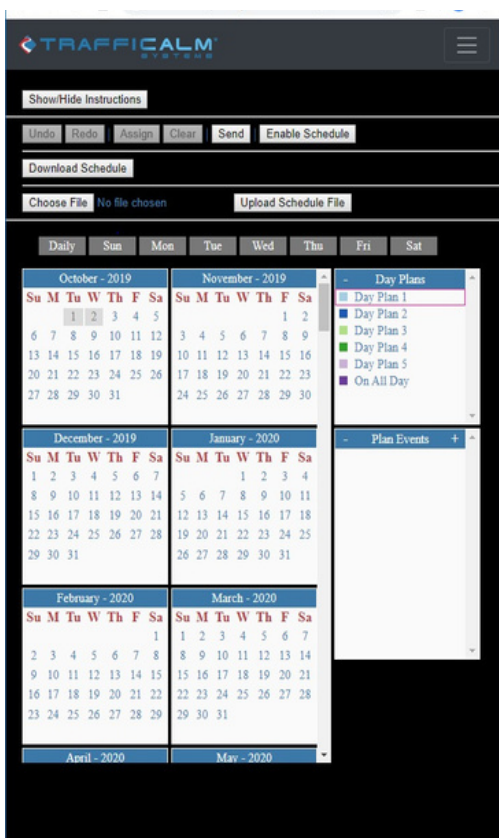 TRAFFICALM
SYSTEMS
Show/Hide Instructions
Undo Redo | Assign Clear | Send | Enable Schedule
Download Schedule
Choose File No file chosen Upload Schedule File
Daily Sun Mon Tue Wed Thu Fri Sat
October - 2019
Su M Tu W Th F Sa
1 2 3 4 5
6 7 8 9 10 11 12
13 14 15 16 17 18 19
20 21 22 23 24 25 26
27 28 29 30 31
November - 2019
Su M Tu W Th F Sa
1 2
3 4 5 6 7 8 9
10 11 12 13 14 15 16
17 18 19 20 21 22 23
24 25 26 27 28 29 30
- Day Plans
Day Plan 1
Day Plan 2
Day Plan 3
Day Plan 4
Day Plan 5
On All Day
December - 2019
Su M Tu W Th F Sa
1 2 3 4 5 6 7
8 9 10 11 12 13 14
15 16 17 18 19 20 21
22 23 24 25 26 27 28
29 30 31
January - 2020
Su M Tu W Th F Sa
1 2 3 4
5 6 7 8 9 10 11
12 13 14 15 16 17 18
19 20 21 22 23 24 25
26 27 28 29 30 31
- Plan Events +
February - 2020
Su M Tu W Th F Sa
1
2 3 4 5 6 7 8
9 10 11 12 13 14 15
16 17 18 19 20 21 22
23 24 25 26 27 28 29
March - 2020
Su M Tu W Th F Sa
1 2 3 4 5 6 7
8 9 10 11 12 13 14
15 16 17 18 19 20 21
22 23 24 25 26 27 28
29 30 31
April - 2020
May - 2020